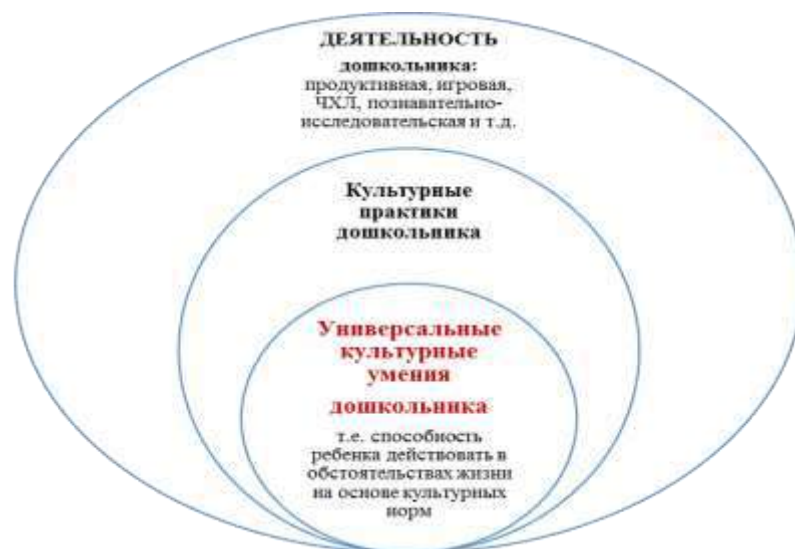 ДЕЯТЕЛЬНОСТЬ
дошкольника:
продуктивная, игровая,
ЧХЛ, познавательно-
исследовательская и т.д.
Культурные
практики
дошкольника
Универсальные
культурные
умения
дошкольника
т.е. способность
ребенка действовать в
обстоятельствах жизни
на основе культурных
норм